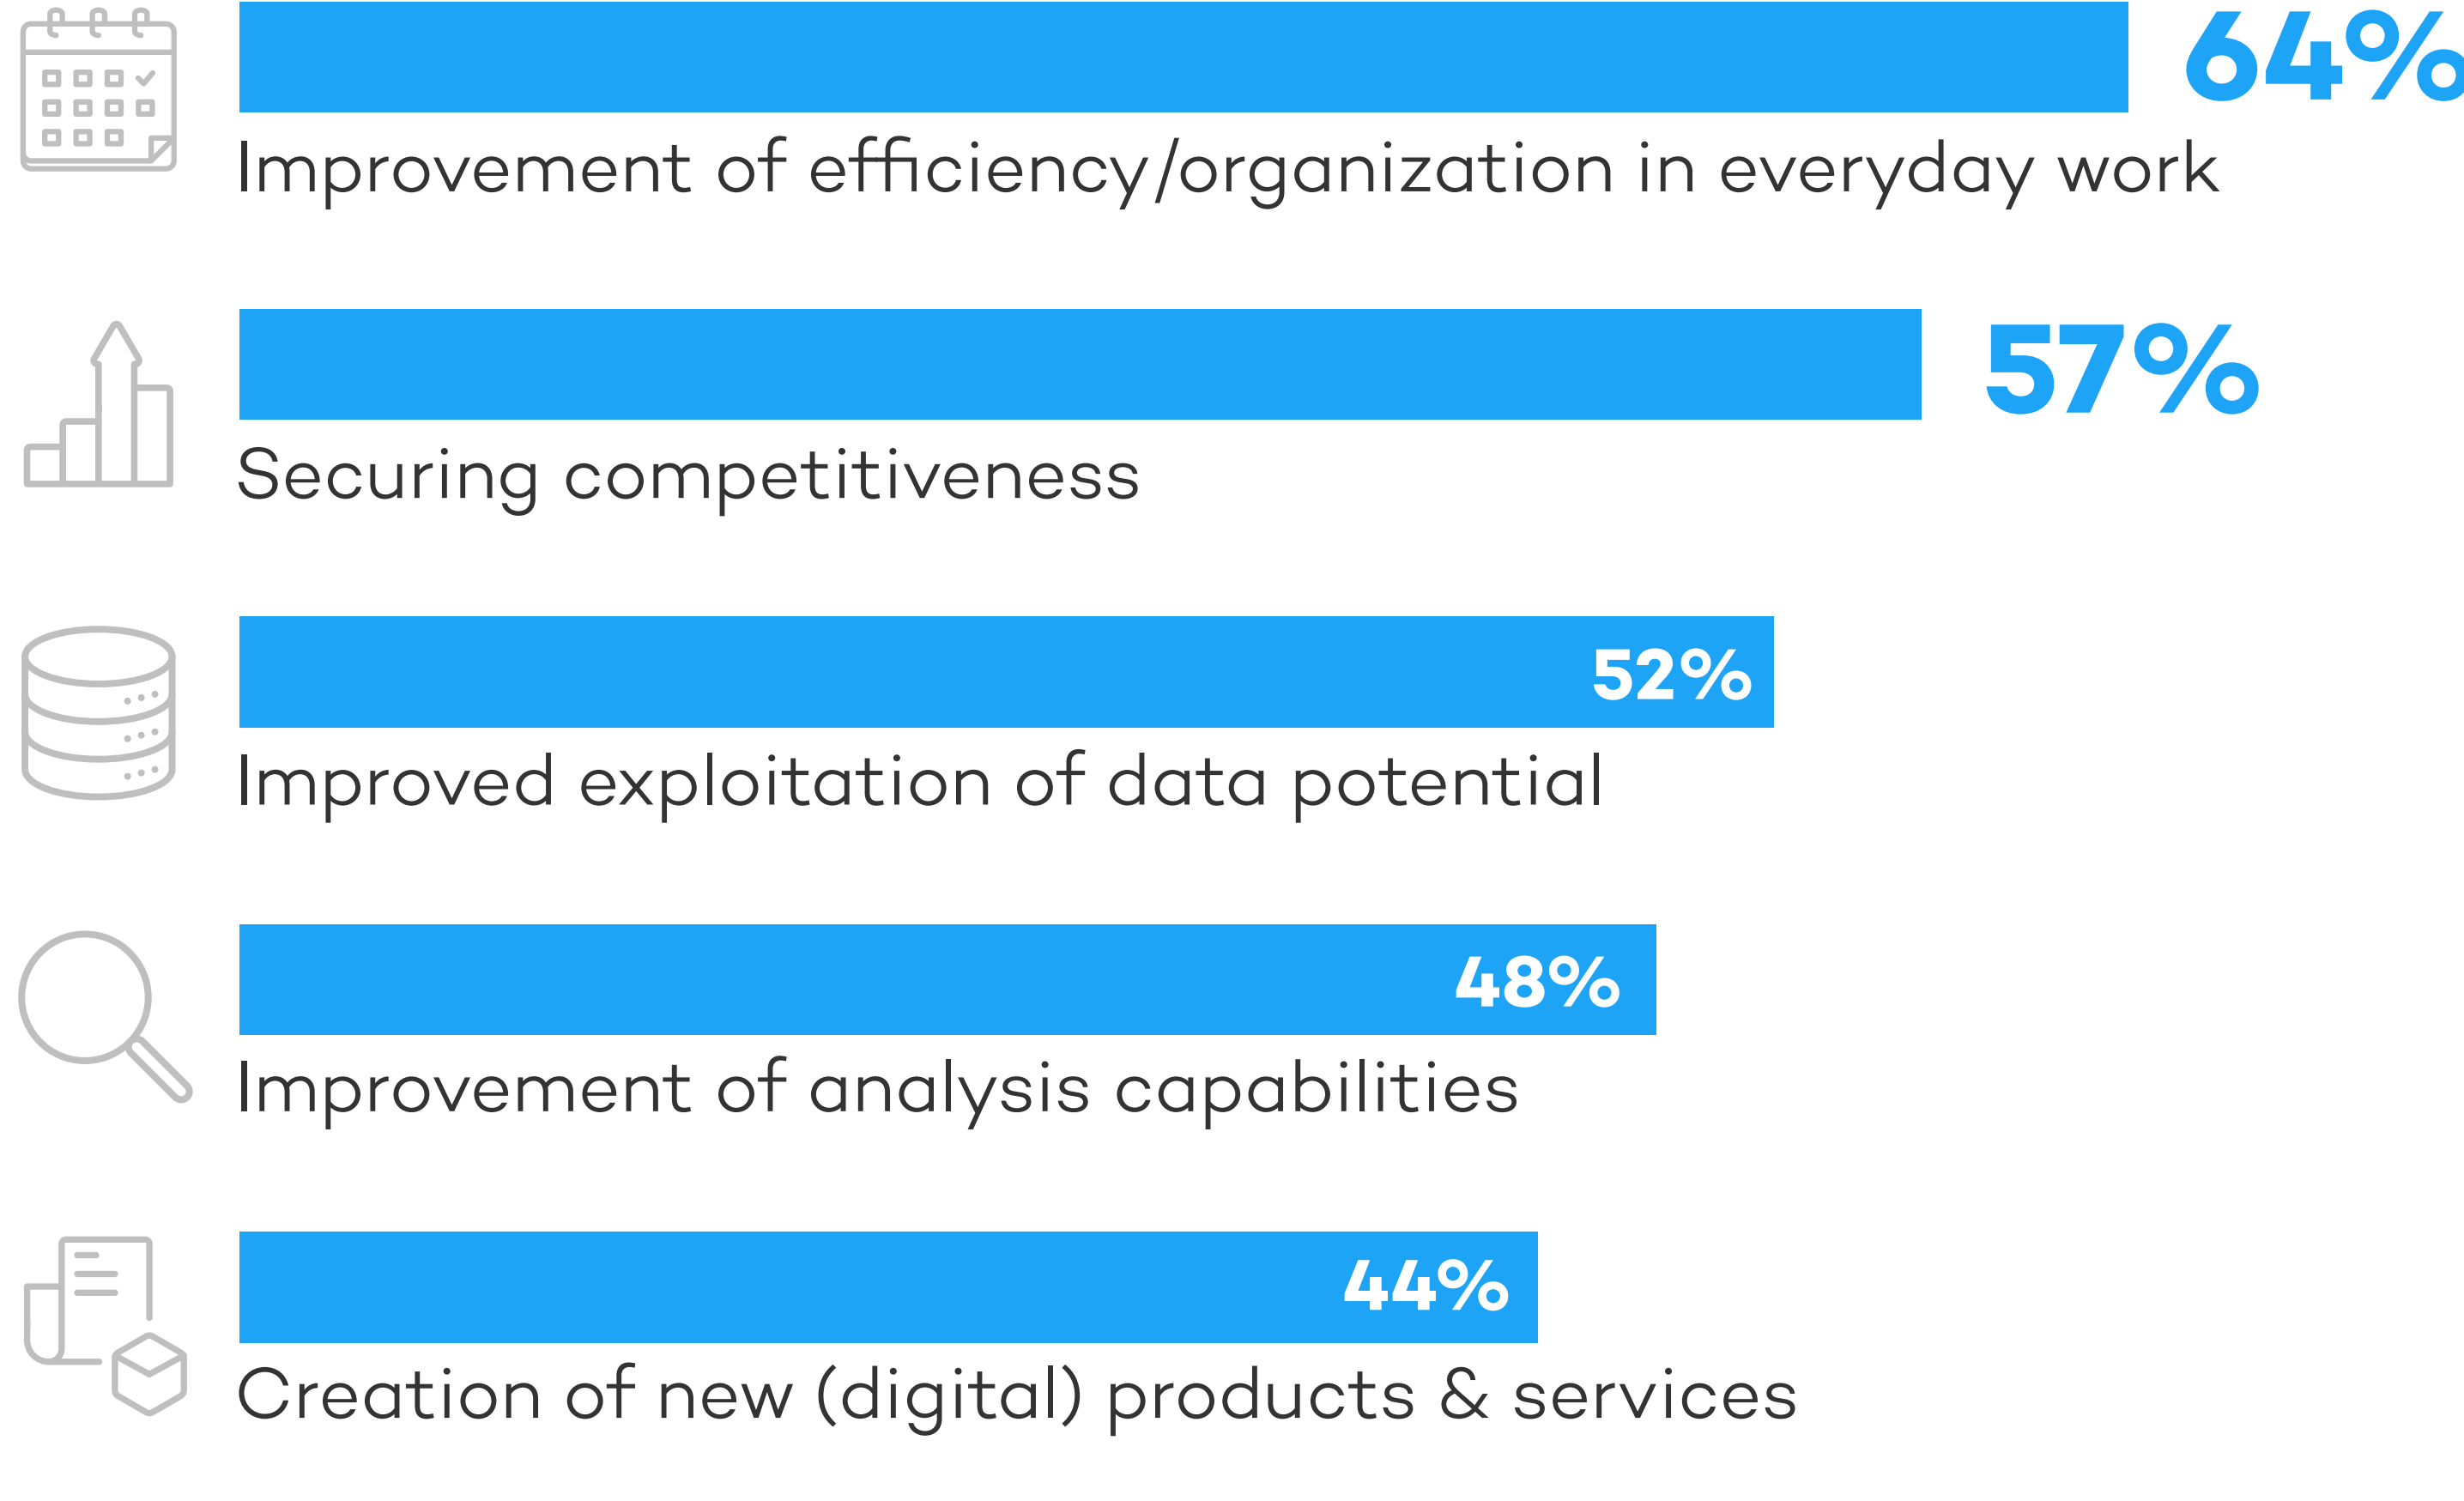 64%
Improvement of efficiency/organization in everyday work
57%
Securing competitiveness
52%
Improved exploitation of data potential
48%
Improvement of analysis capabilities
44%
Creation of new (digital) products & services